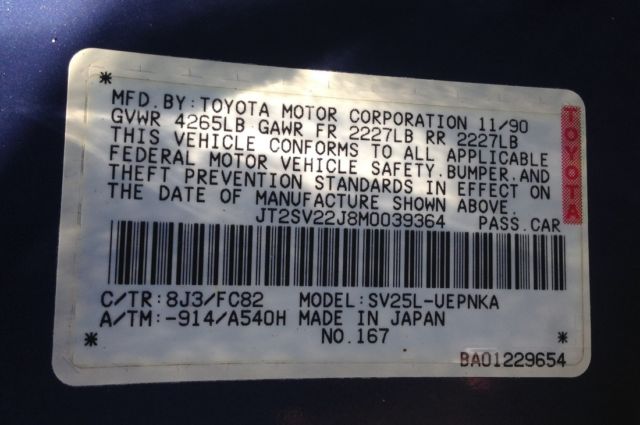 *
MFD.BY:TOYOTA MOTOR CORPORATION 11/90
GVWR 4265LB GAWR FR 2227LB RR 2227LB
THIS VEHICLE CONFORMS TO ALL APPLICABLE
FEDERAL MOTOR VEHICLE SAFETY.BUMPER.AND
THEFT PREVENTION STANDARDS IN EFFECT ON
THE DATE OF MANUFACTURE SHOWN ABOVE.
JT2SV22J8M0039364 PASS.CAR
TOYOTA
C/TR:8J3/FC82 MODEL:SV25L-UEPNKA
A/TM:-914/A540H MADE IN JAPAN
* NO.167 *
BA01229654